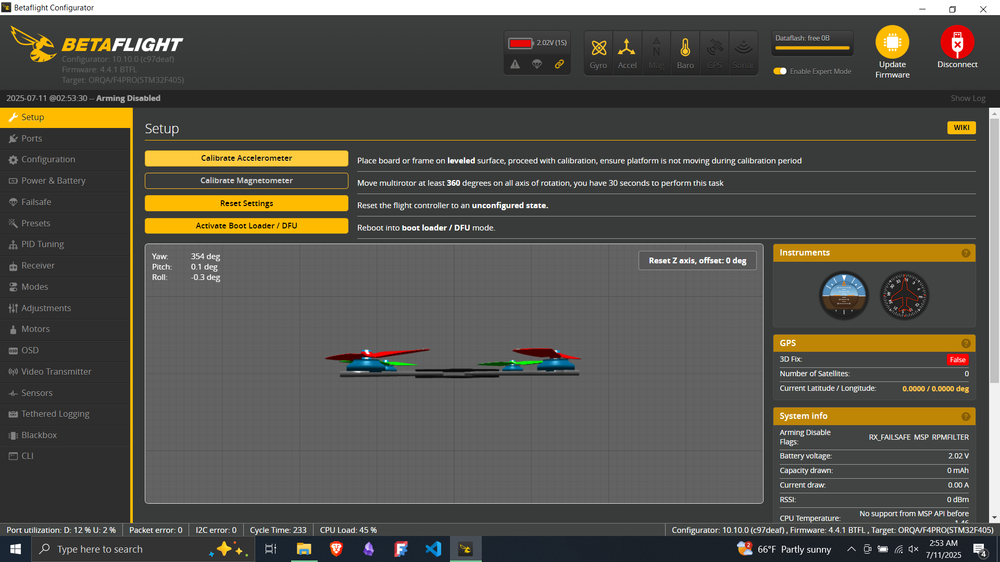 Betaflight Configurator
BETAFLIGHT
Configurator: 10.10.0 (c97deaf)
Firmware: 4.4.1 BTFL
Target: ORQA/F4PRO(STM32F405)
2.02V (1S)
Gyro
Accel
N
Mag
Baro
GPS
Sonar
Dataflash: free 0B
Enable Expert Mode
Update
Firmware
Disconnect
2025-07-11 @02:53:30 -- Arming Disabled
Show Log
Setup
Ports
Configuration
Power & Battery
Failsafe
Presets
PID Tuning
Receiver
Modes
Adjustments
Motors
OSD
Video Transmitter
Sensors
Tethered Logging
Blackbox
CLI
Setup
WIKI
Calibrate Accelerometer
Place board or frame on leveled surface, proceed with calibration, ensure platform is not moving during calibration period
Calibrate Magnetometer
Move multirotor at least 360 degrees on all axis of rotation, you have 30 seconds to perform this task
Reset Settings
Reset the flight controller to an unconfigured state.
Activate Boot Loader / DFU
Reboot into boot loader / DFU mode.
Yaw: 354 deg
Pitch: 0.1 deg
Roll: -0.3 deg
Reset Z axis, offset: 0 deg
Instruments
GPS
3D Fix: False
Number of Satellites: 0
Current Latitude / Longitude: 0.0000 / 0.0000 deg
System info
Arming Disable
Flags: RX_FAILSAFE MSP RPMFILTER
Battery voltage: 2.02 V
Capacity drawn: 0 mAh
Current draw: 0.00 A
RSSI: 0 dBm
CPU Temperature: No support from MSP API before
1.46
Port utilization: D: 12 % U: 2 %
Packet error: 0
I2C error: 0
Cycle Time: 233
CPU Load: 45 %
Configurator: 10.10.0 (c97deaf) , Firmware: 4.4.1 BTFL , Target: ORQA/F4PRO(STM32F405)
Type here to search
2
66°F Partly sunny
2:53 AM
7/11/2025
4